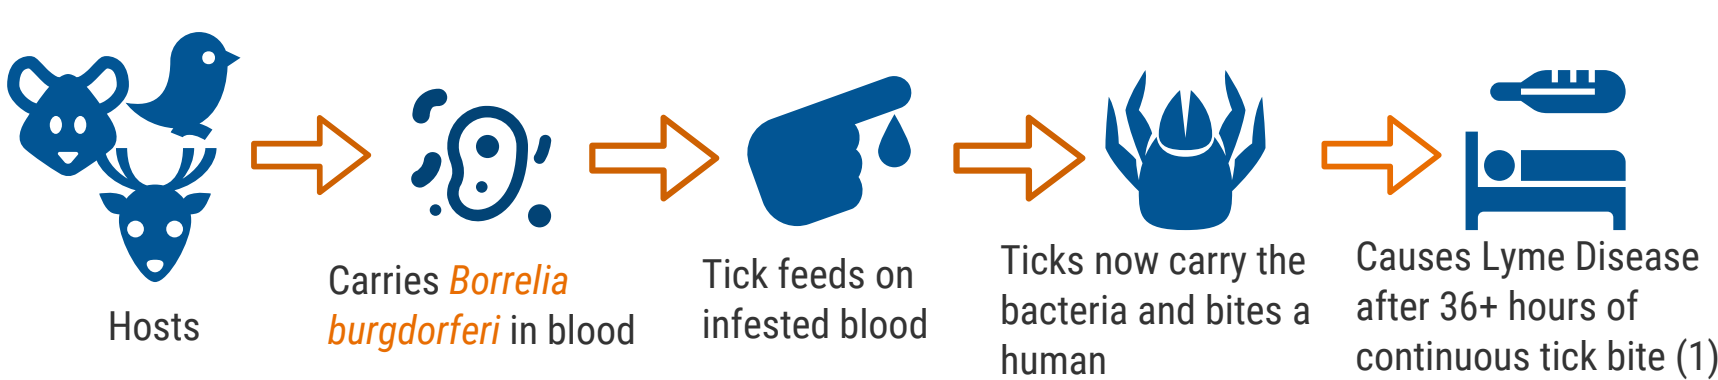 Hosts
Carries Borrelia
burgdorferi in blood
Tick feeds on
infested blood
Ticks now carry the
bacteria and bites a
human
Causes Lyme Disease
after 36+ hours of
continuous tick bite (1)